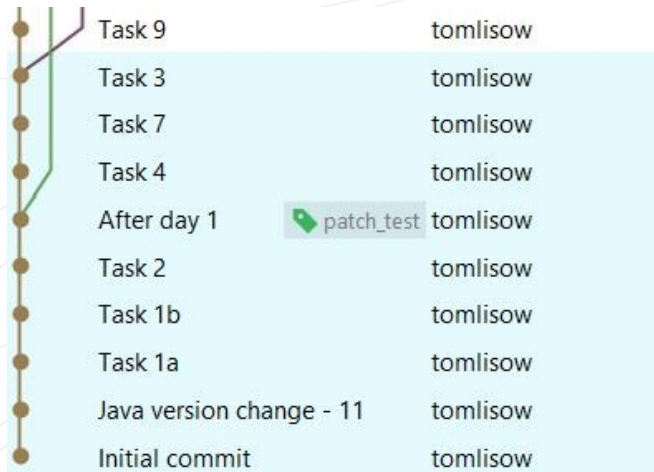 Task 9 tomlisow
Task 3 tomlisow
Task 7 tomlisow
Task 4 tomlisow
After day 1 patch_test tomlisow
Task 2 tomlisow
Task 1b tomlisow
Task 1a tomlisow
Java version change - 11 tomlisow
Initial commit tomlisow